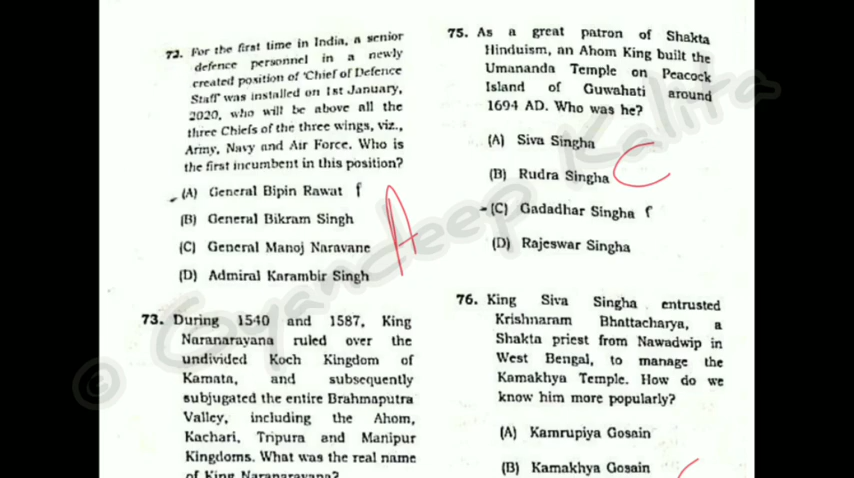 72. For the first time in India, a senior
defence personnel in a newly
created position of 'Chief of Defence
Staff' was installed on 1st January,
2020, who will be above all the
three Chiefs of the three wings, viz.,
Army, Navy and Air Force. Who is
the first incumbent in this position?
(A) General Bipin Rawat
(B) General Bikram Singh
(C) General Manoj Naravane
(D) Admiral Karambir Singh
A
73. During 1540 and 1587, King
Naranarayana ruled over the
undivided Koch Kingdom of
Kamata, and subsequently
subjugated the entire Brahmaputra
Valley, including the Ahom,
Kachari, Tripura and Manipur
Kingdoms. What was the real name
of King Naranarayana?
75. As a great patron of Shakta
Hinduism, an Ahom King built the
Umananda Temple on Peacock
Island of Guwahati around
1694 AD. Who was he?
(A) Siva Singha
(B) Rudra Singha
(C) Gadadhar Singha
(D) Rajeswar Singha
C
76. King Siva Singha entrusted
Krishnaram Bhattacharya, a
Shakta priest from Nawadwip in
West Bengal, to manage the
Kamakhya Temple. How do we
know him more popularly?
(A) Kamrupiya Gosain
(B) Kamakhya Gosain
© Gyandeep Kalita